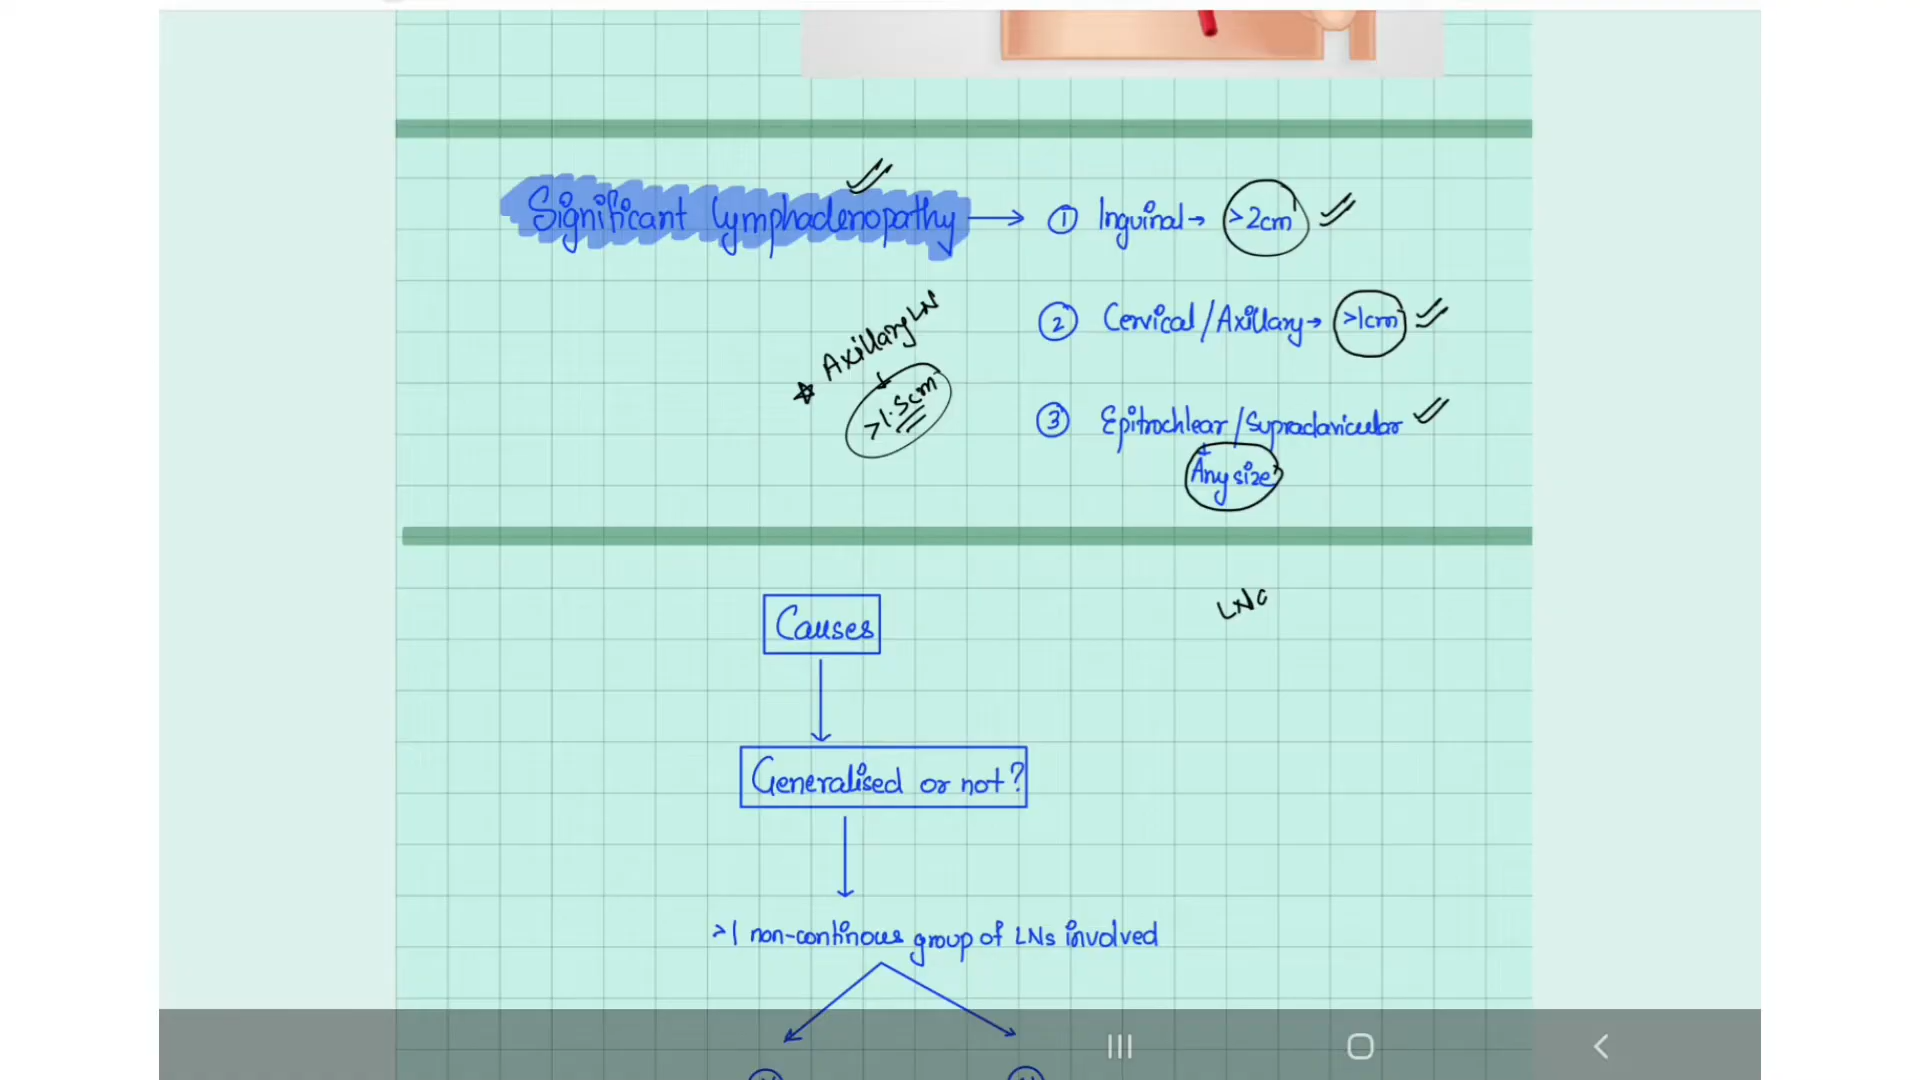 Significant lymphadenopathy → ① Inguinal → >2cm
② Cervical/Axillary → >1cm
* Axillary LN
>1.5cm
③ Epitrochlear/Supraclavicular
Any size
LNO
Causes
Generalised or not?
>1 non-continous group of LNs involved